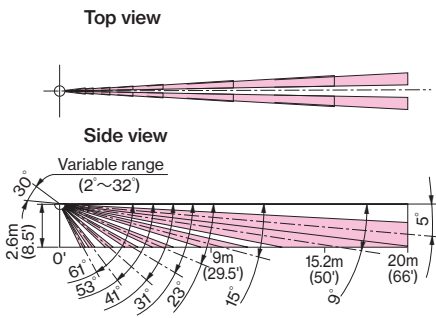 Top view
Side view
Variable range
(2°～32°)
30°
2.6m
(8.5')
0'
61°
53°
41°
31°
23°
9m
(29.5')
15°
15.2m
(50')
9°
20m
(66')
5°